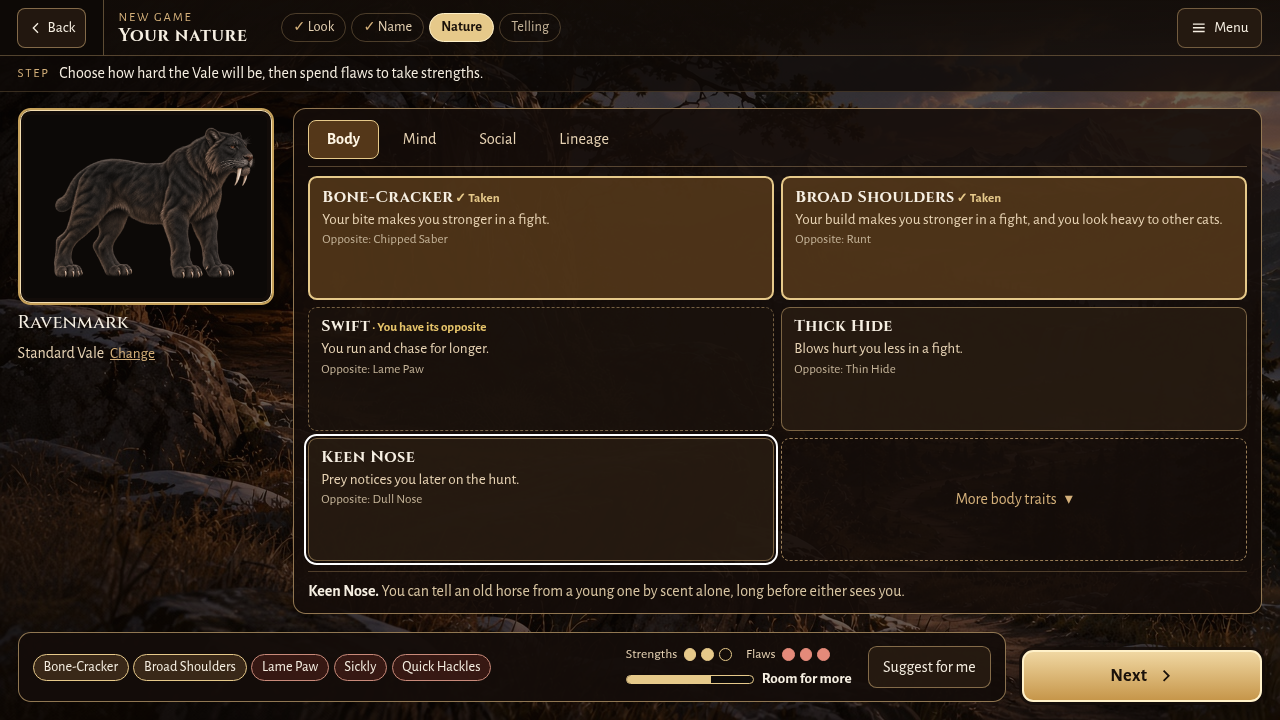 Back
NEW GAME
Your nature
✓ Look
✓ Name
Nature
Telling
Menu
STEP Choose how hard the Vale will be, then spend flaws to take strengths.
Ravenmark
Standard Vale Change
Body
Mind
Social
Lineage
Bone-Cracker ✓ Taken
Your bite makes you stronger in a fight.
Opposite: Chipped Saber
Broad Shoulders ✓ Taken
Your build makes you stronger in a fight, and you look heavy to other cats.
Opposite: Runt
Swift · You have its opposite
You run and chase for longer.
Opposite: Lame Paw
Thick Hide
Blows hurt you less in a fight.
Opposite: Thin Hide
Keen Nose
Prey notices you later on the hunt.
Opposite: Dull Nose
More body traits ▼
Keen Nose. You can tell an old horse from a young one by scent alone, long before either sees you.
Bone-Cracker
Broad Shoulders
Lame Paw
Sickly
Quick Hackles
Strengths
Flaws
Room for more
Suggest for me
Next